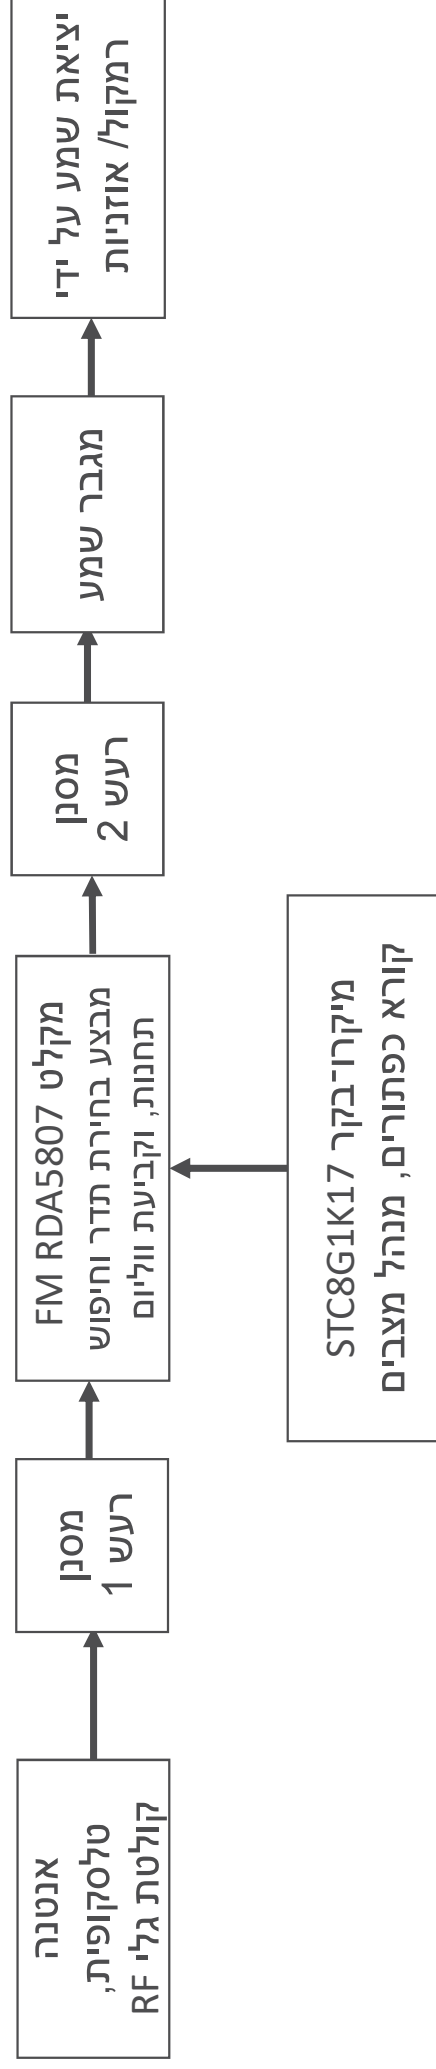 אנטנה
טלסקופית,
קולטת גלי RF
מסנן
רעש 1
מקלט FM RDA5807
מבצע בחירת תדר וחיפוש
תחנות, וקביעת ווליום
מסנן
רעש 2
מגבר שמע
יציאת שמע על ידי
רמקול/ אוזניות
מיקרו־בקר STC8G1K17
קורא כפתורים, מנהל מצבים